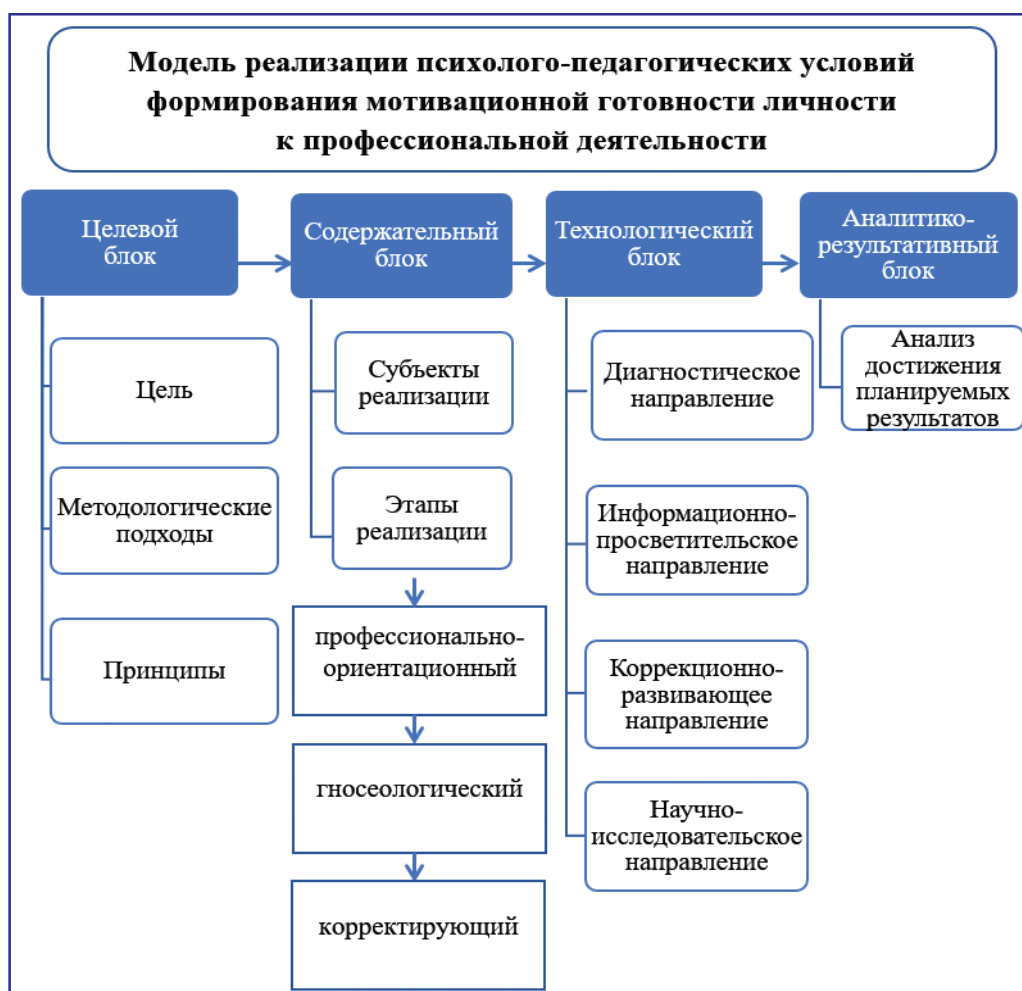 Модель реализации психолого-педагогических условий
формирования мотивационной готовности личности
к профессиональной деятельности
Целевой
блок
Цель
Методологические
подходы
Принципы
Содержательный
блок
Субъекты
реализации
Этапы
реализации
профессионально-
ориентационный
гносеологический
корректирующий
Технологический
блок
Диагностическое
направление
Информационно-
просветительское
направление
Коррекционно-
развивающее
направление
Научно-
исследовательское
направление
Аналитико-
результативный
блок
Анализ
достижения
планируемых
результатов